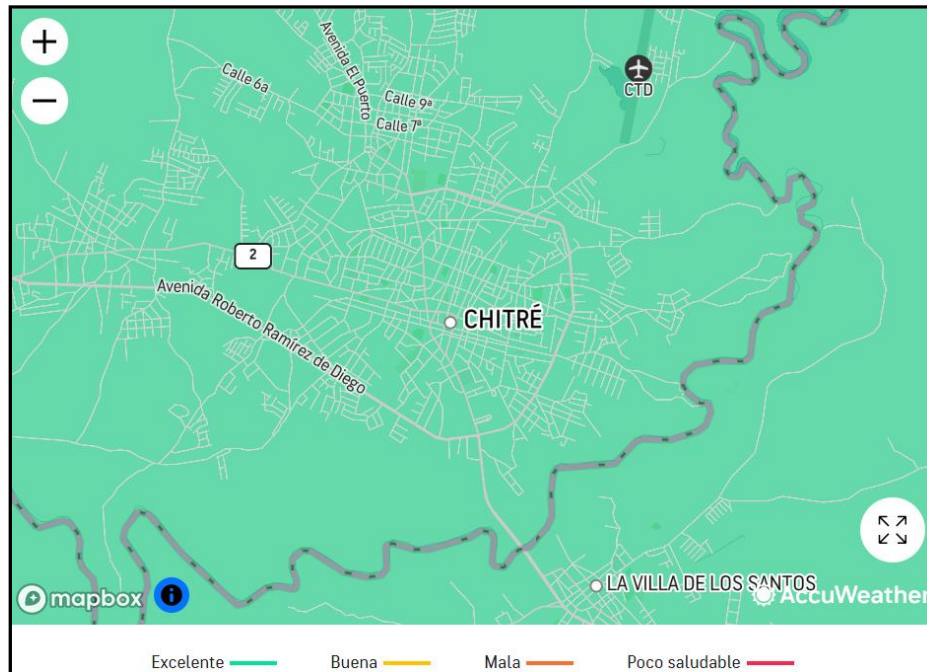 Avenida El Puerto
Calle 6a
Calle 9ª
Calle 7ª
CTD
2
Avenida Roberto Ramírez de Diego
CHITRÉ
LA VILLA DE LOS SANTOS
mapbox
AccuWeather
Excelente
Buena
Mala
Poco saludable